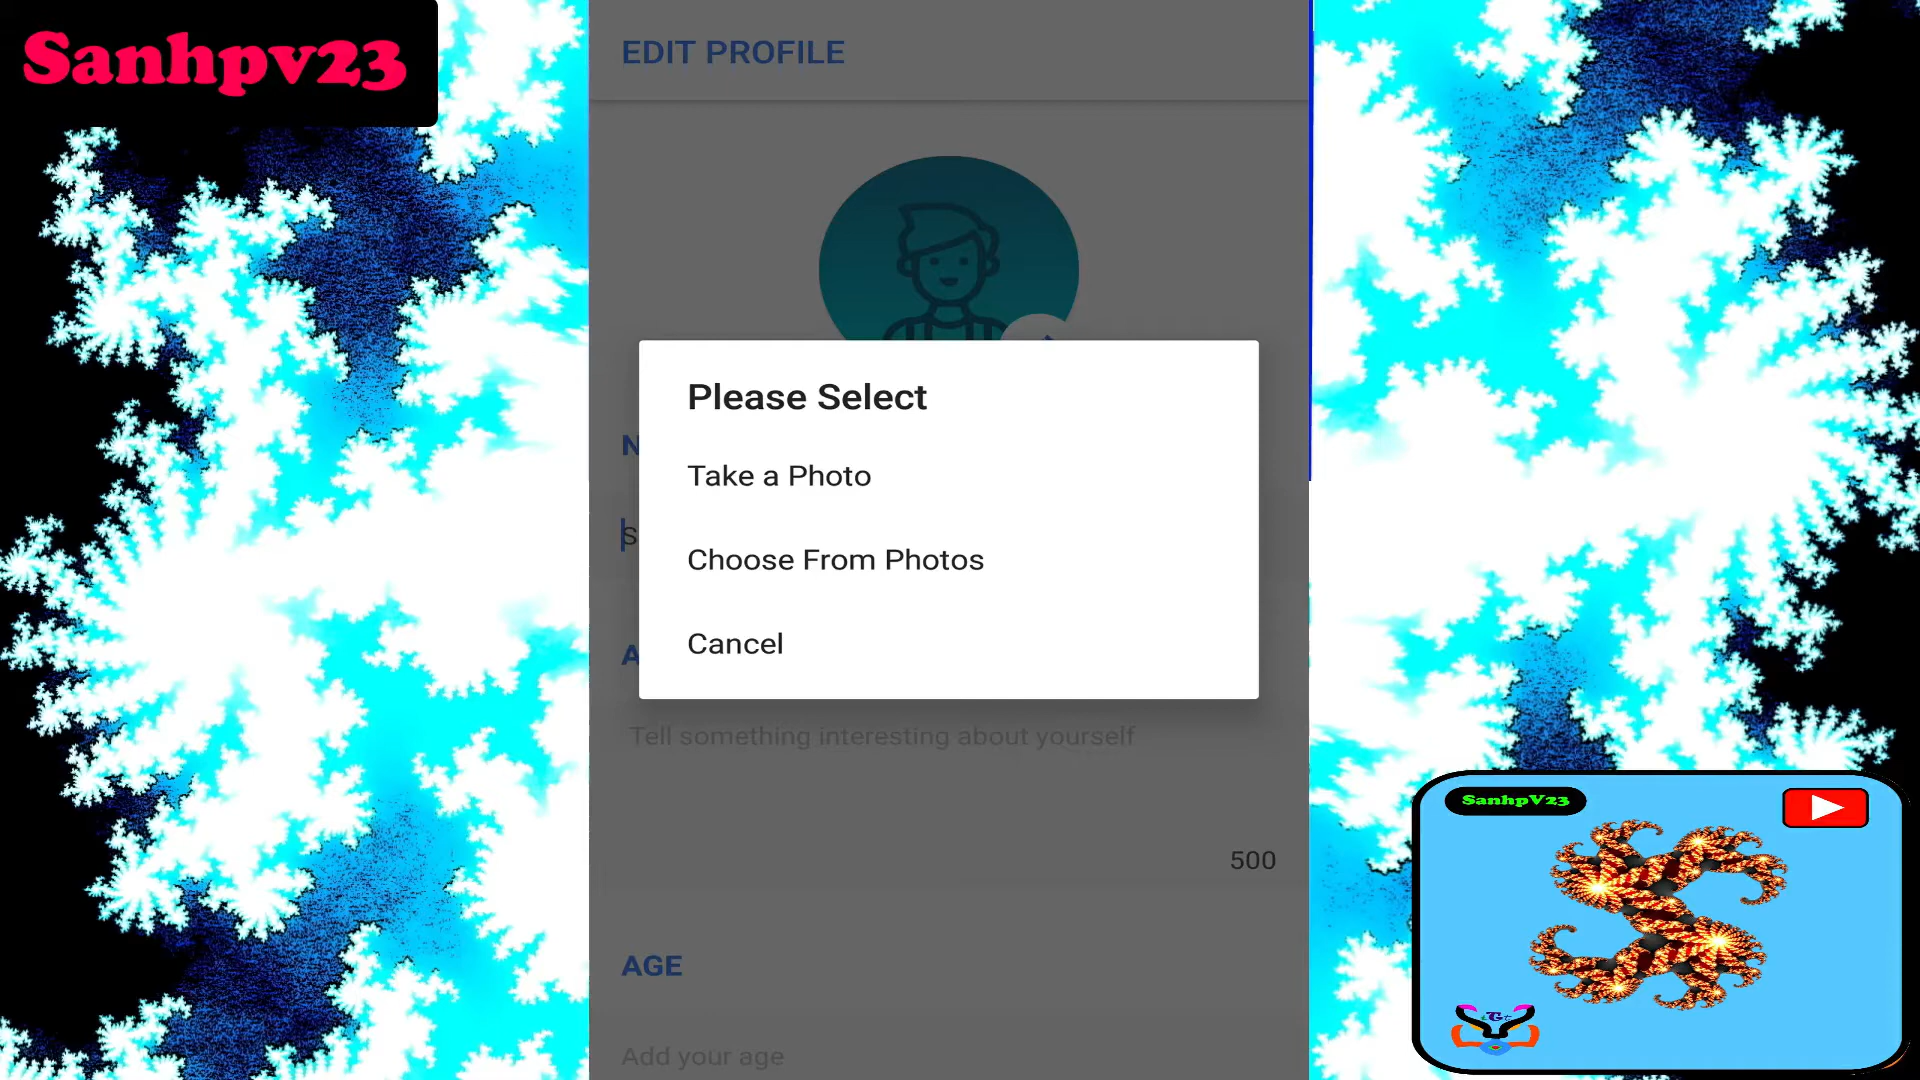 Sanhpv23
EDIT PROFILE
Please Select
N
Take a Photo
S
Choose From Photos
Cancel
A
Tell something interesting about yourself
500
AGE
Add your age
SanhpV23